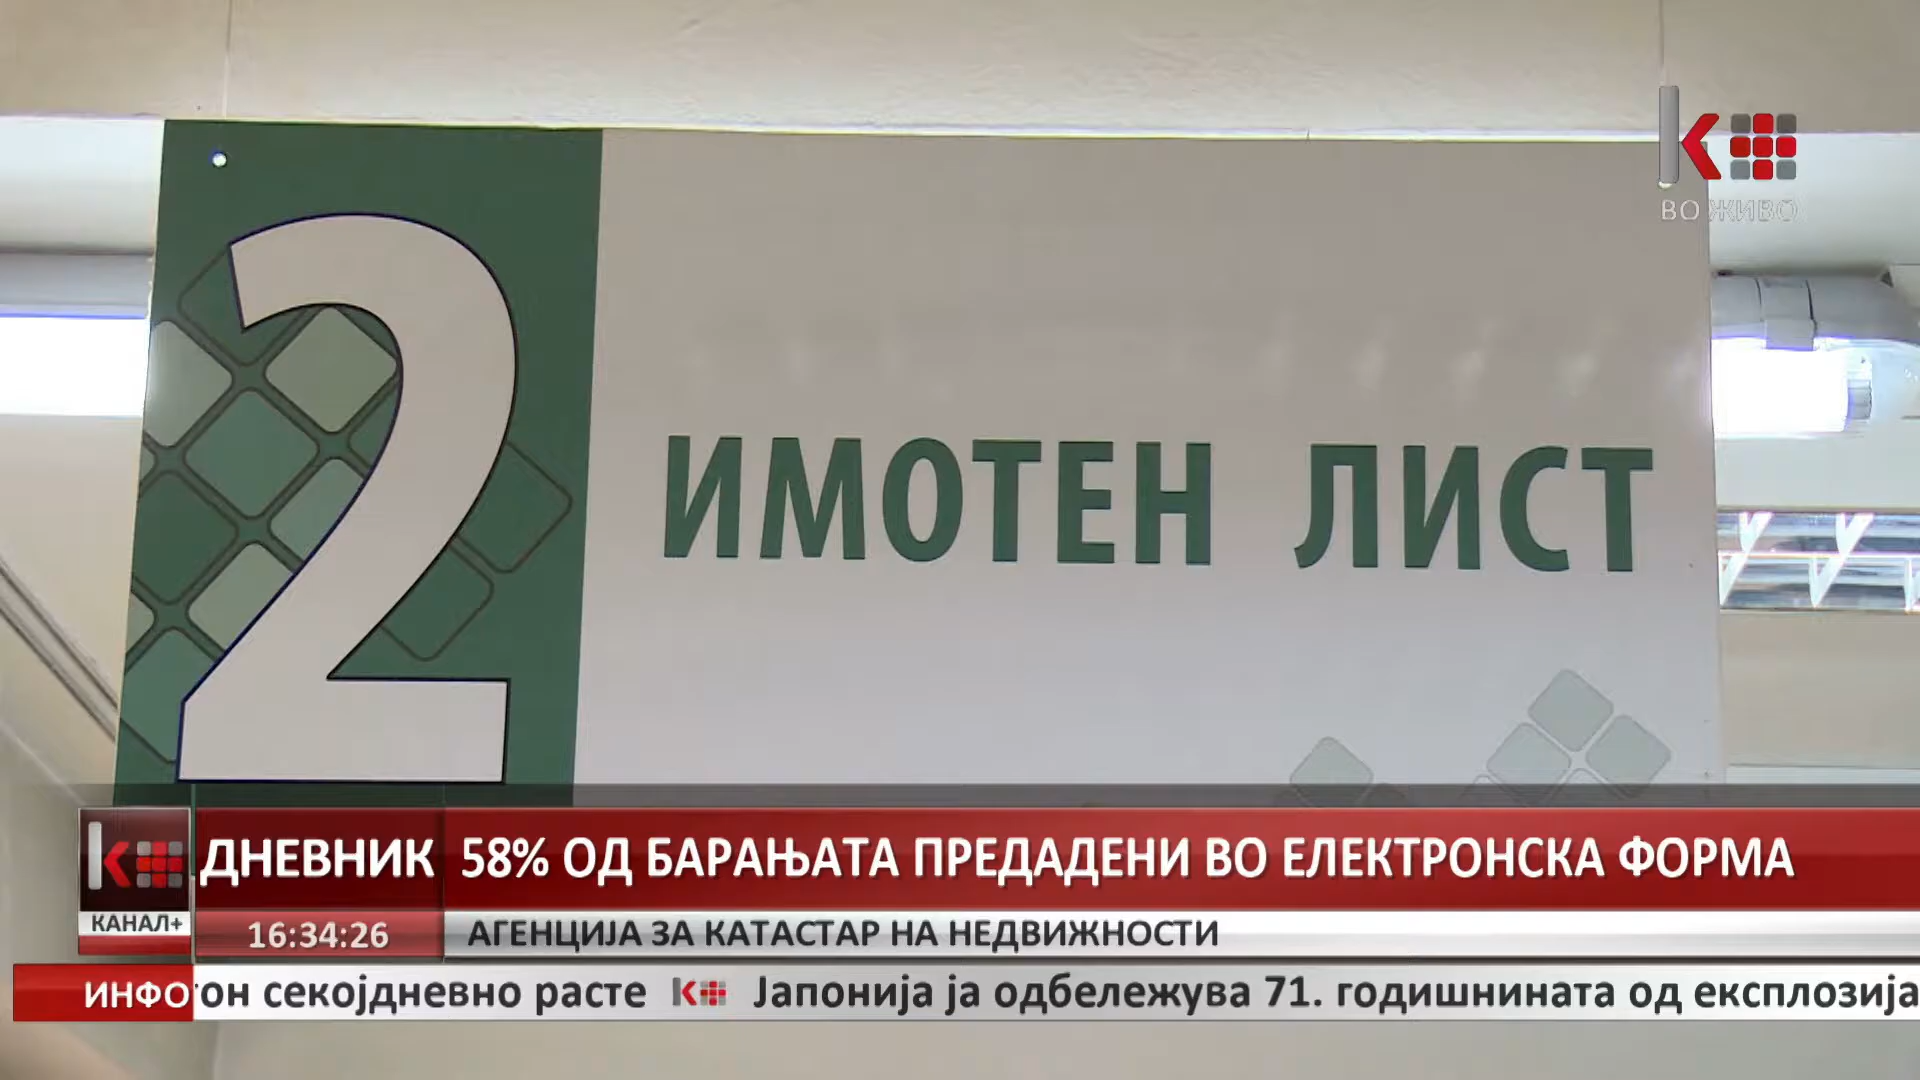 ВО ЖИВО
2
ИМОТЕН ЛИСТ
ДНЕВНИК 58% ОД БАРАЊАТА ПРЕДАДЕНИ ВО ЕЛЕКТРОНСКА ФОРМА
КАНАЛ+
16:34:26 АГЕНЦИЈА ЗА КАТАСТАР НА НЕДВИЖНОСТИ
ИНФО секојдневно расте Јапонија ја одбележува 71. годишнината од експлозија